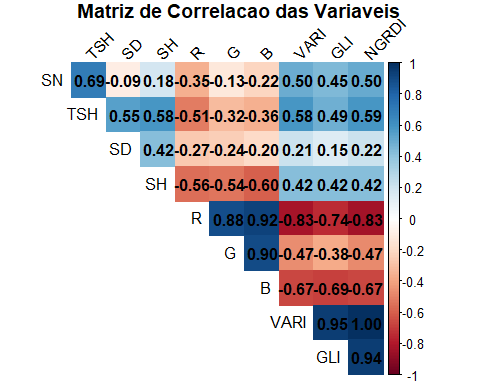 Matriz de Correlacao das Variaveis
TSH SD SH R G B VARI GLI NGRDI
SN 0.69 -0.09 0.18 -0.35 -0.13 -0.22 0.50 0.45 0.50
TSH 0.55 0.58 -0.51 -0.32 -0.36 0.58 0.49 0.59
SD 0.42 -0.27 -0.24 -0.20 0.21 0.15 0.22
SH -0.56 -0.54 -0.60 0.42 0.42 0.42
R 0.88 0.92 -0.83 -0.74 -0.83
G 0.90 -0.47 -0.38 -0.47
B -0.67 -0.69 -0.67
VARI 0.95 1.00
GLI 0.94
1
0.8
0.6
0.4
0.2
0
-0.2
-0.4
-0.6
-0.8
-1